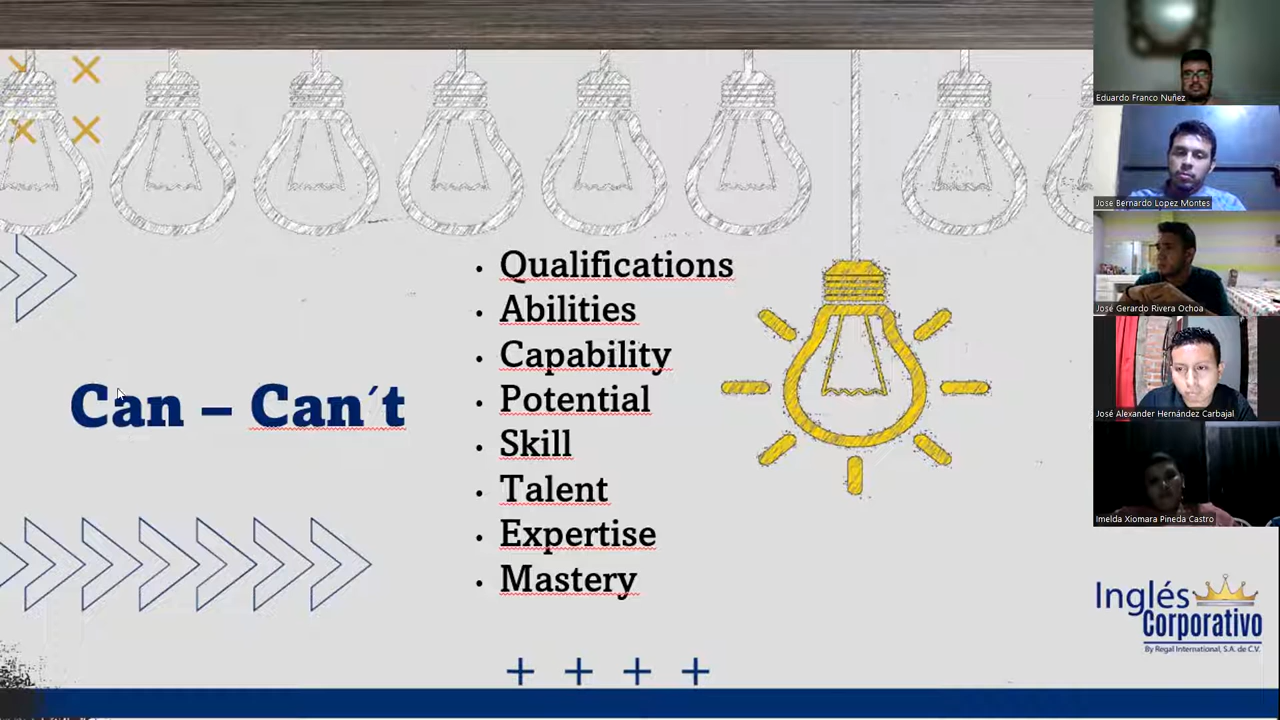 Can – Can´t
• Qualifications
• Abilities
• Capability
• Potential
• Skill
• Talent
• Expertise
• Mastery
Eduardo Franco Nuñez
Jose Bernardo Lopez Montes
José Gerardo Rivera Ochoa
José Alexander Hernández Carbajal
Imelda Xiomara Pineda Castro
Inglés
Corporativo
By Regal International, S.A. de C.V.